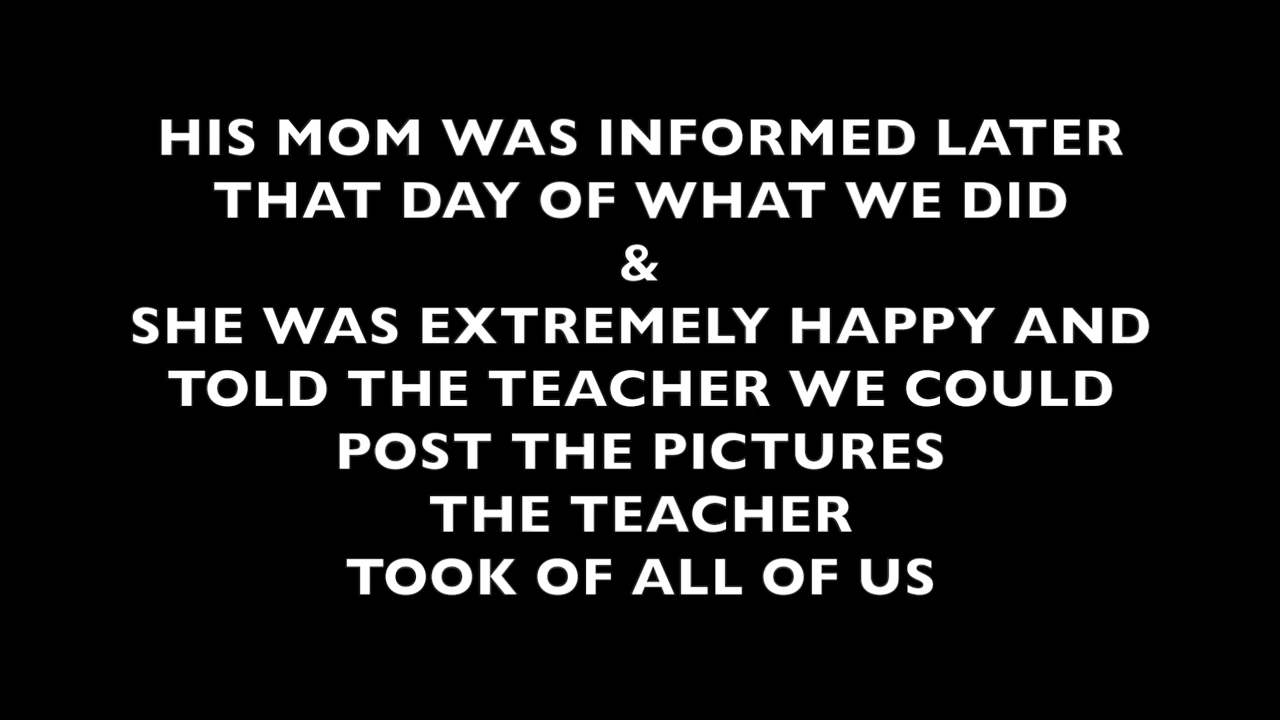 HIS MOM WAS INFORMED LATER
THAT DAY OF WHAT WE DID
&
SHE WAS EXTREMELY HAPPY AND
TOLD THE TEACHER WE COULD
POST THE PICTURES
THE TEACHER
TOOK OF ALL OF US